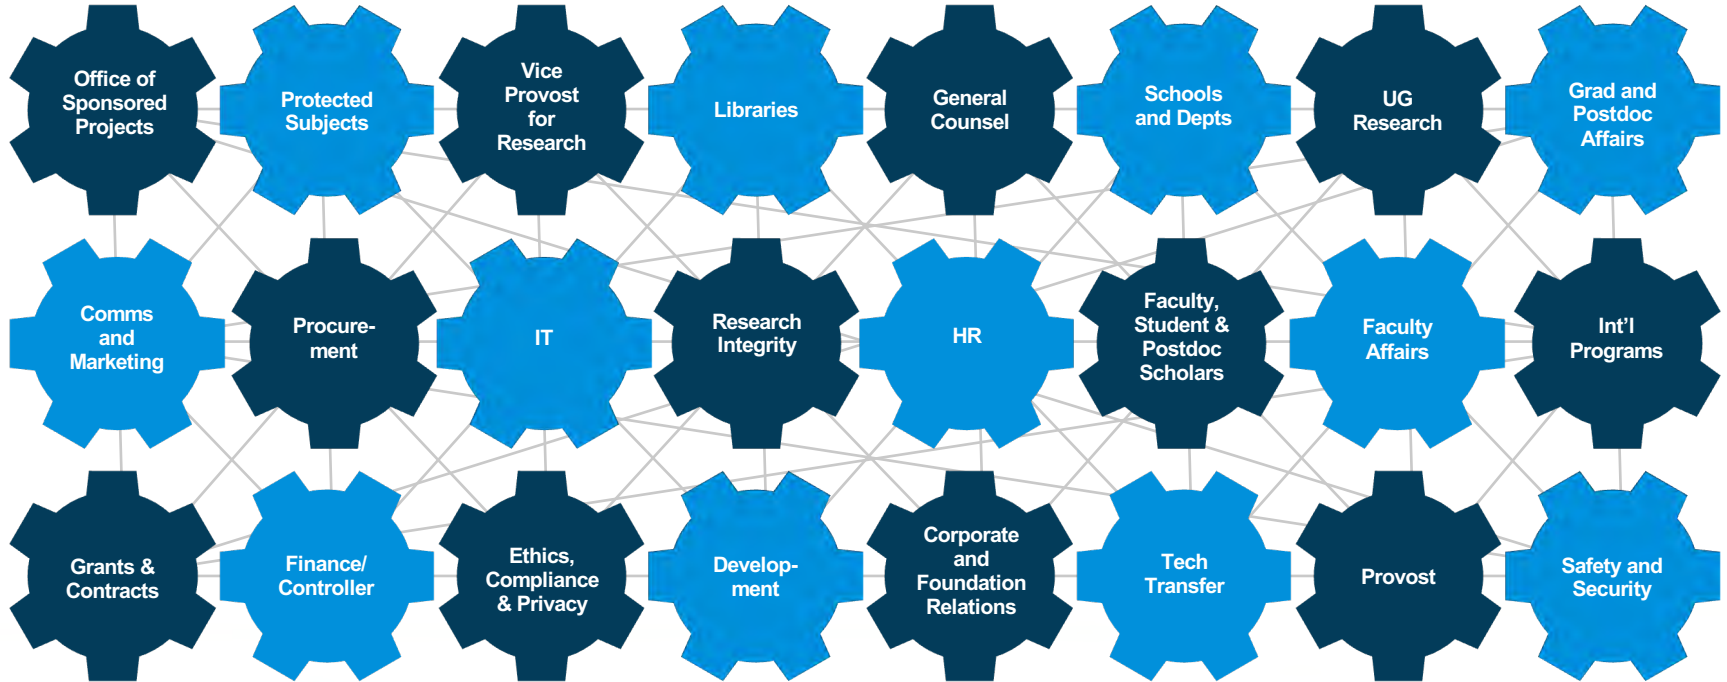 Office of
Sponsored
Projects
Protected
Subjects
Vice
Provost
for
Research
Libraries
General
Counsel
Schools
and Depts
UG
Research
Grad and
Postdoc
Affairs
Comms
and
Marketing
Procure-
ment
IT
Research
Integrity
HR
Faculty,
Student &
Postdoc
Scholars
Faculty
Affairs
Int'l
Programs
Grants &
Contracts
Finance/
Controller
Ethics,
Compliance
& Privacy
Develop-
ment
Corporate
and
Foundation
Relations
Tech
Transfer
Provost
Safety and
Security